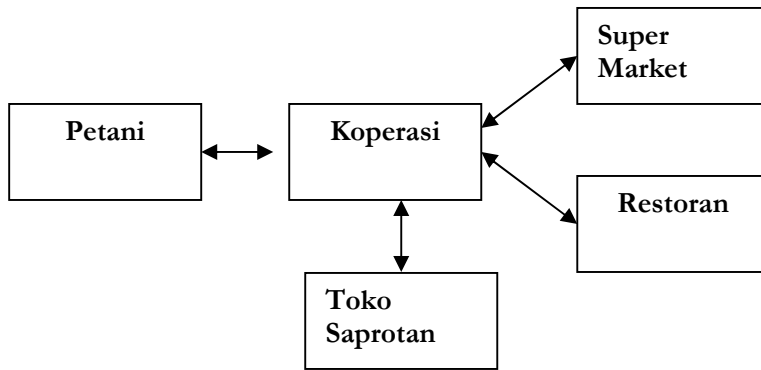 Super
Market
Petani
Koperasi
Restoran
Toko
Saprotan